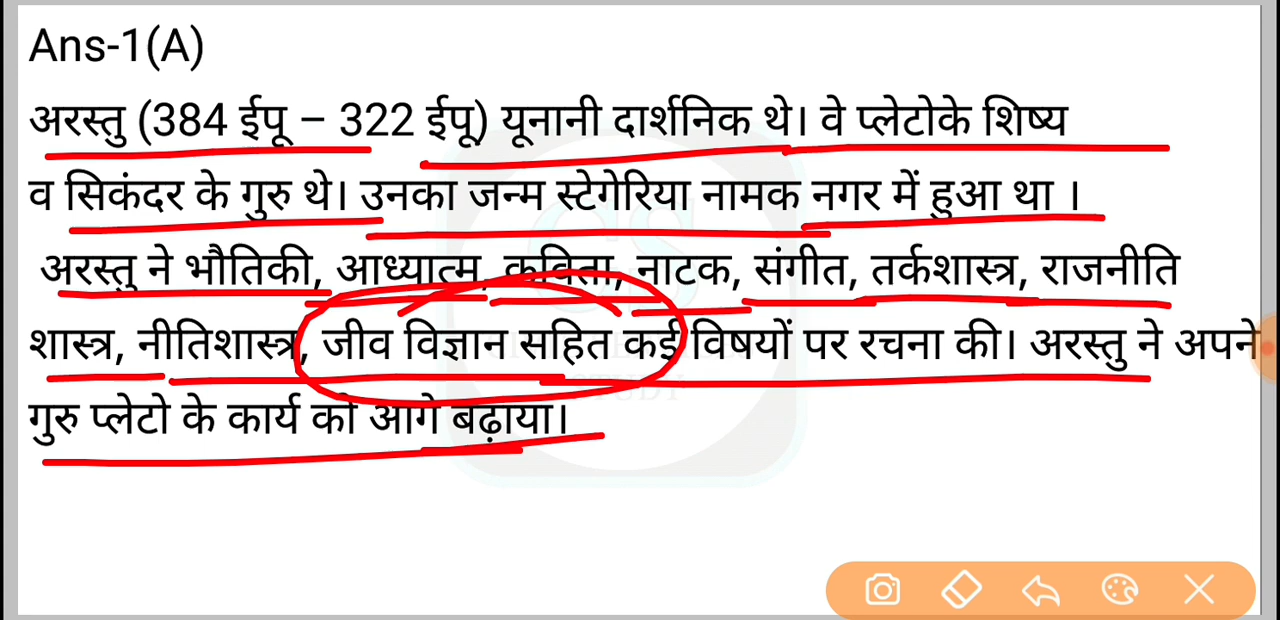 Ans-1(A)
अरस्तु (384 ईपू – 322 ईपू) यूनानी दार्शनिक थे। वे प्लेटोके शिष्य
व सिकंदर के गुरु थे। उनका जन्म स्टेगेरिया नामक नगर में हुआ था ।
अरस्तु ने भौतिकी, आध्यात्म, कविता, नाटक, संगीत, तर्कशास्त्र, राजनीति
शास्त्र, नीतिशास्त्र, जीव विज्ञान सहित कई विषयों पर रचना की। अरस्तु ने अपने
गुरु प्लेटो के कार्य को आगे बढ़ाया।
STUDY